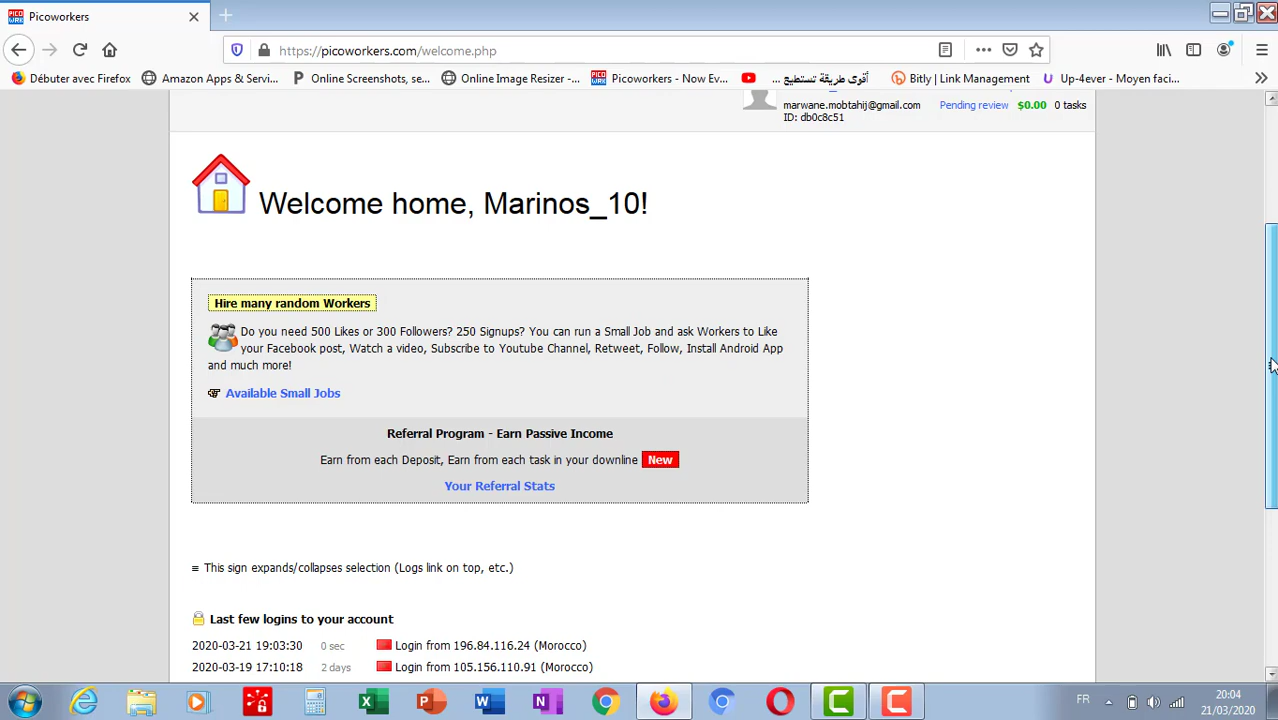 Picoworkers
https://picoworkers.com/welcome.php
Débuter avec Firefox
Amazon Apps & Servi...
Online Screenshots, se...
Online Image Resizer -...
Picoworkers - Now Ev...
أقوى طريقة تستطيع ...
Bitly | Link Management
Up-4ever - Moyen faci...
marwane.mobtahij@gmail.com
ID: db0c8c51
Pending review $0.00 0 tasks
Welcome home, Marinos_10!
Hire many random Workers
Do you need 500 Likes or 300 Followers? 250 Signups? You can run a Small Job and ask Workers to Like
your Facebook post, Watch a video, Subscribe to Youtube Channel, Retweet, Follow, Install Android App
and much more!
Available Small Jobs
Referral Program - Earn Passive Income
Earn from each Deposit, Earn from each task in your downline New
Your Referral Stats
≡ This sign expands/collapses selection (Logs link on top, etc.)
Last few logins to your account
2020-03-21 19:03:30 0 sec Login from 196.84.116.24 (Morocco)
2020-03-19 17:10:18 2 days Login from 105.156.110.91 (Morocco)
FR
20:04
21/03/2020